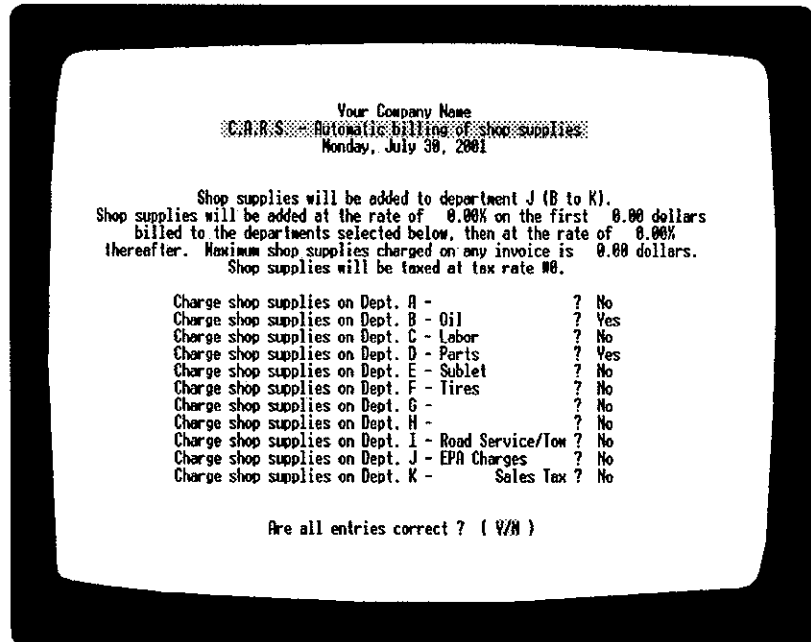 Your Company Name
C.A.R.S. - Automatic billing of shop supplies
Monday, July 30, 2001
Shop supplies will be added to department J (B to K).
Shop supplies will be added at the rate of 0.00% on the first 0.00 dollars
billed to the departments selected below, then at the rate of 0.00%
thereafter. Maximum shop supplies charged on any invoice is 0.00 dollars.
Shop supplies will be taxed at tax rate #0.
Charge shop supplies on Dept. A - ? No
Charge shop supplies on Dept. B - Oil ? Yes
Charge shop supplies on Dept. C - Labor ? No
Charge shop supplies on Dept. D - Parts ? Yes
Charge shop supplies on Dept. E - Sublet ? No
Charge shop supplies on Dept. F - Tires ? No
Charge shop supplies on Dept. G - ? No
Charge shop supplies on Dept. H - ? No
Charge shop supplies on Dept. I - Road Service/Tow ? No
Charge shop supplies on Dept. J - EPA Charges ? No
Charge shop supplies on Dept. K - Sales Tax ? No
Are all entries correct ? ( Y/N )